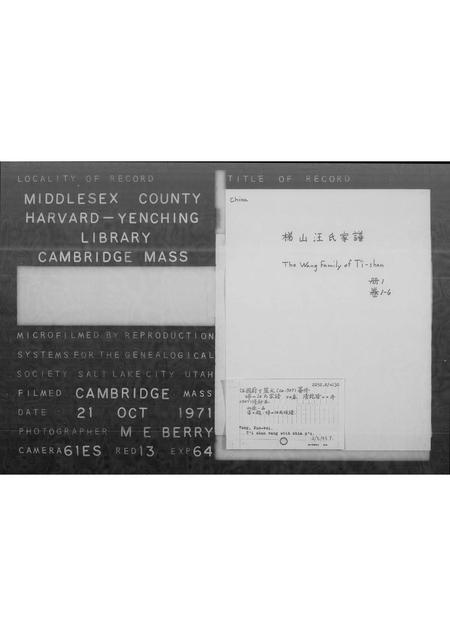 LOCALITY OF RECORD
MIDDLESEX COUNTY
HARVARD—YENCHING
LIBRARY
CAMBRIDGE MASS
MICROFILMED BY REPRODUCTION
SYSTEMS FOR THE GENEALOGICAL
SOCIETY SALT LAKE CITY UTAH
FILMED CAMBRIDGE MASS
DATE 21 OCT 1971
PHOTOGRAPHER M E BERRY
CAMERA 61ES RED 13 EXP 64
TITLE OF RECORD
China
梯山汪氏家譜
The Wang Family of Ti-shan
册1
卷1-6